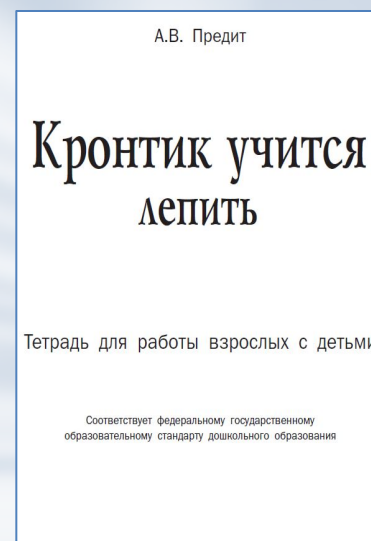 А.В. Предит
Кронтик учится
лепить
Тетрадь для работы взрослых с детьми
Соответствует федеральному государственному
образовательному стандарту дошкольного образования